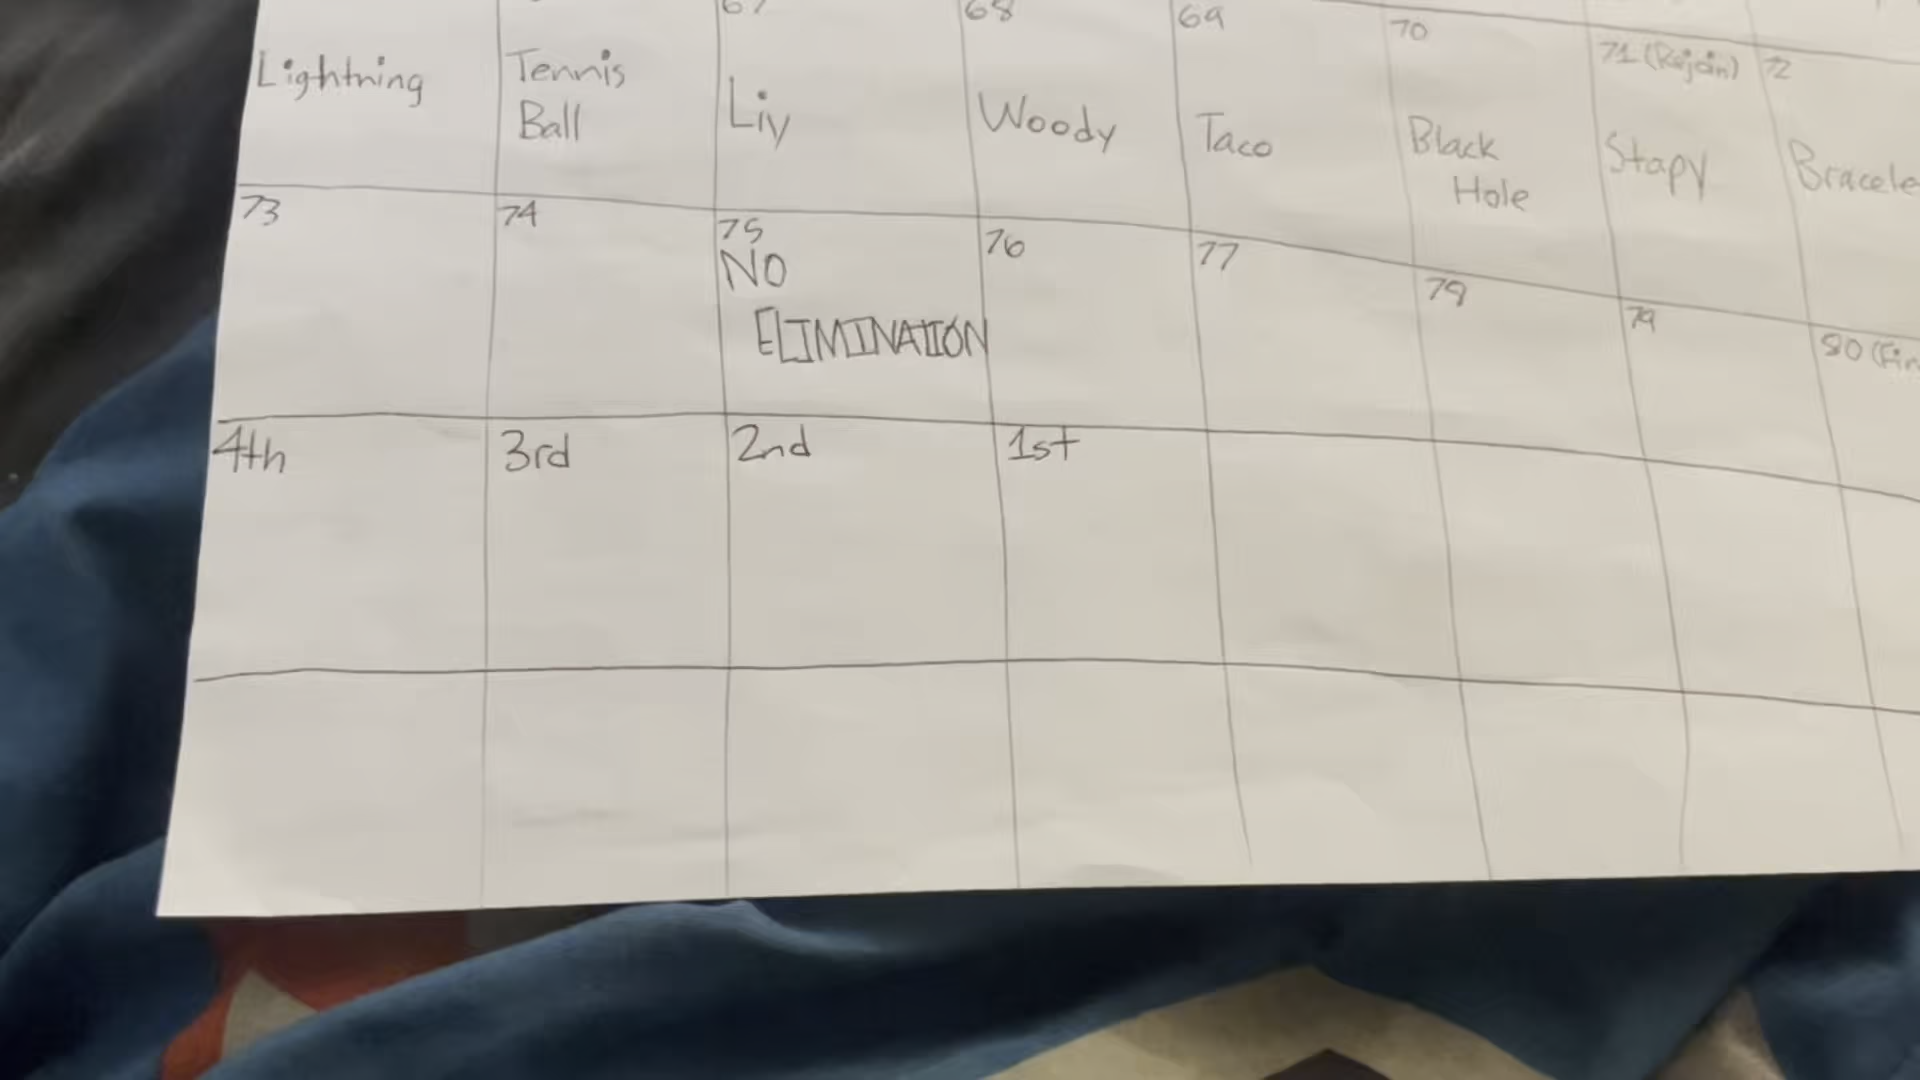 67 68 69 70 71 (Rejoin) 72
Lightning Tennis Liy Woody Taco Black Stapy Bracele
Ball Hole
73 74 75 76 77 78 79 80 (Fin
NO
ELIMINATION
4th 3rd 2nd 1st